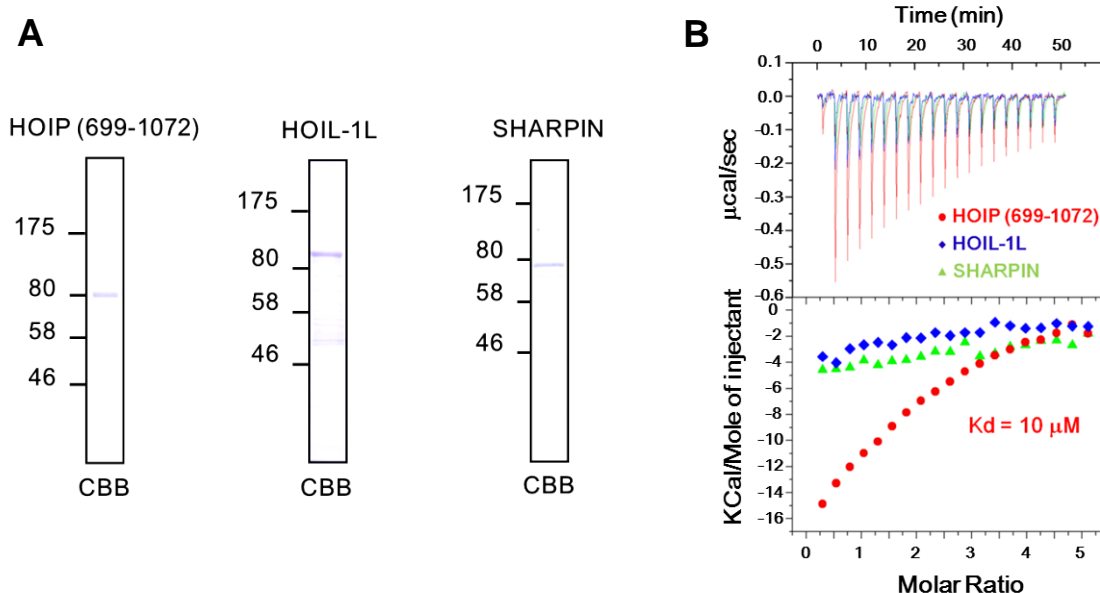 A
HOIP (699-1072)
175
80
58
46
CBB
HOIL-1L
175
80
58
46
CBB
SHARPIN
175
80
58
46
CBB
B
Time (min)
0 10 20 30 40 50
0.1
0.0
-0.1
-0.2
-0.3
-0.4
-0.5
-0.6
μcal/sec
HOIP (699-1072)
HOIL-1L
SHARPIN
0
-2
-4
-6
-8
-10
-12
-14
-16
KCal/Mole of injectant
Kd = 10 μM
0 1 2 3 4 5
Molar Ratio